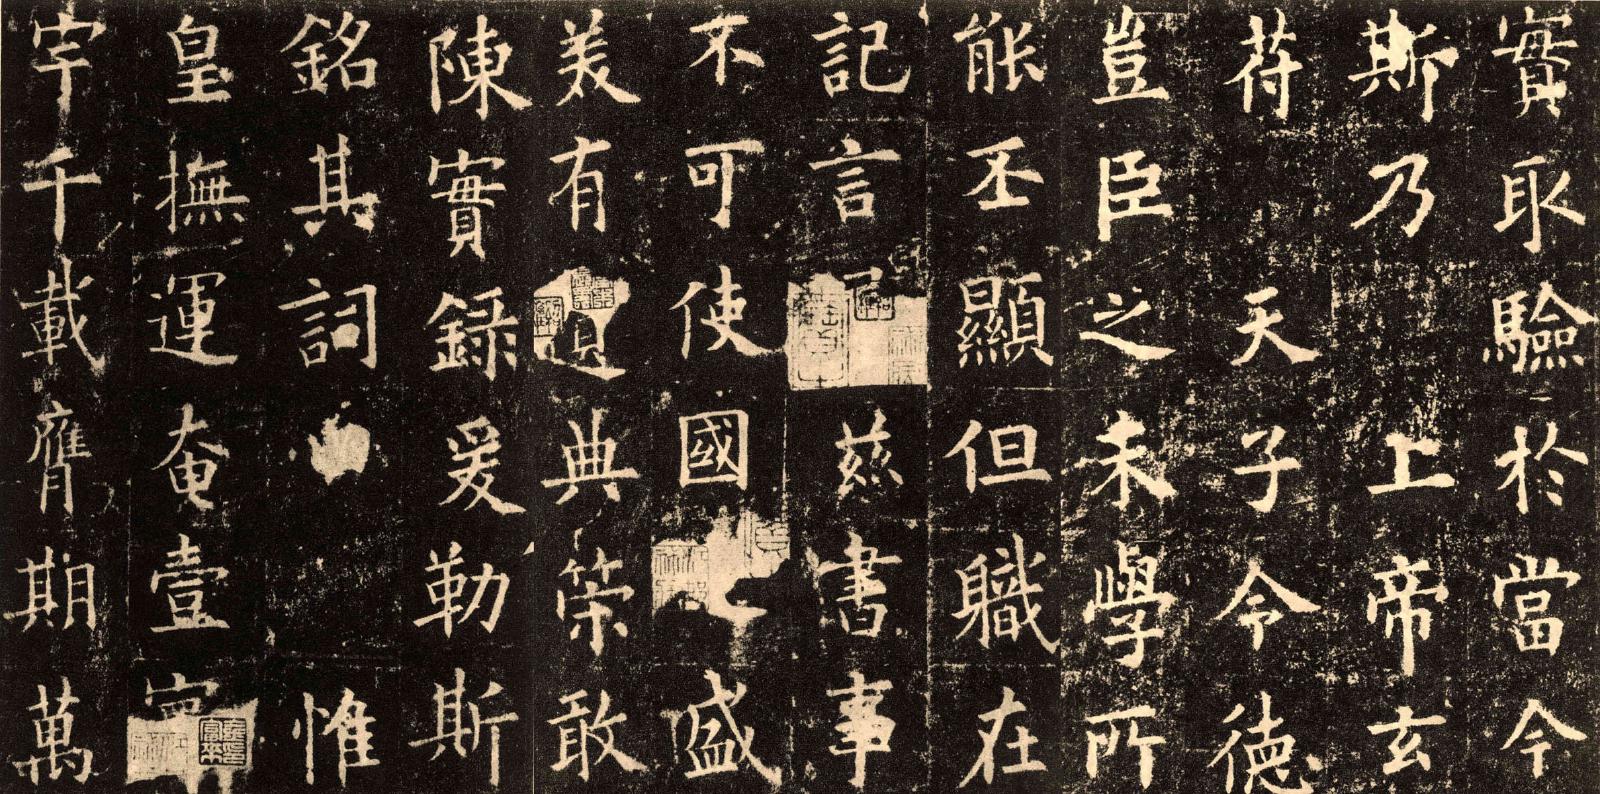 實取驗於當今
斯乃上帝玄
苻天子令德
豈臣之末學所
能丕顯但職在
記言茲書事
不可使國之盛
美有遺典策敢
陳實錄爰勒斯
銘其詞惟
皇撫運奄壹寰
宇千載膺期萬